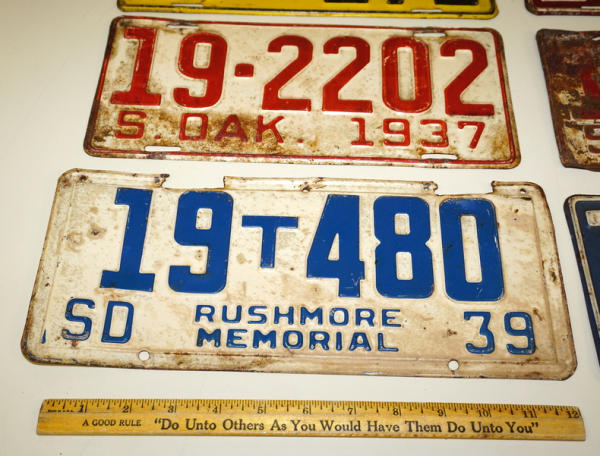 19-2202
S. DAK. 1937
19T480
SD RUSHMORE MEMORIAL 39
1 2 3 4 5 6 7 8 9 10 11 12
A GOOD RULE "Do Unto Others As You Would Have Them Do Unto You"